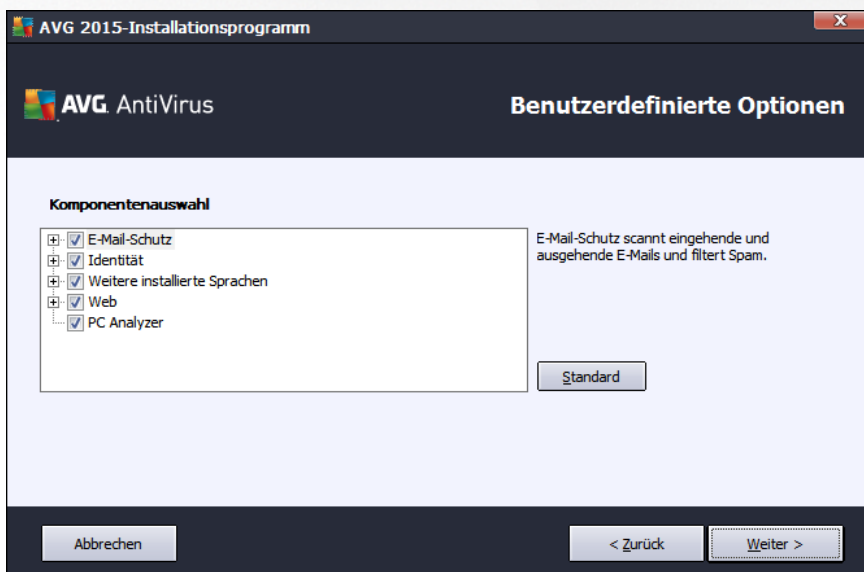 AVG 2015-Installationsprogramm
AVG. AntiVirus
Benutzerdefinierte Optionen
Komponentenauswahl
E-Mail-Schutz
Identität
Weitere installierte Sprachen
Web
PC Analyzer
E-Mail-Schutz scannt eingehende und
ausgehende E-Mails und filtert Spam.
Standard
Abbrechen
< Zurück
Weiter >